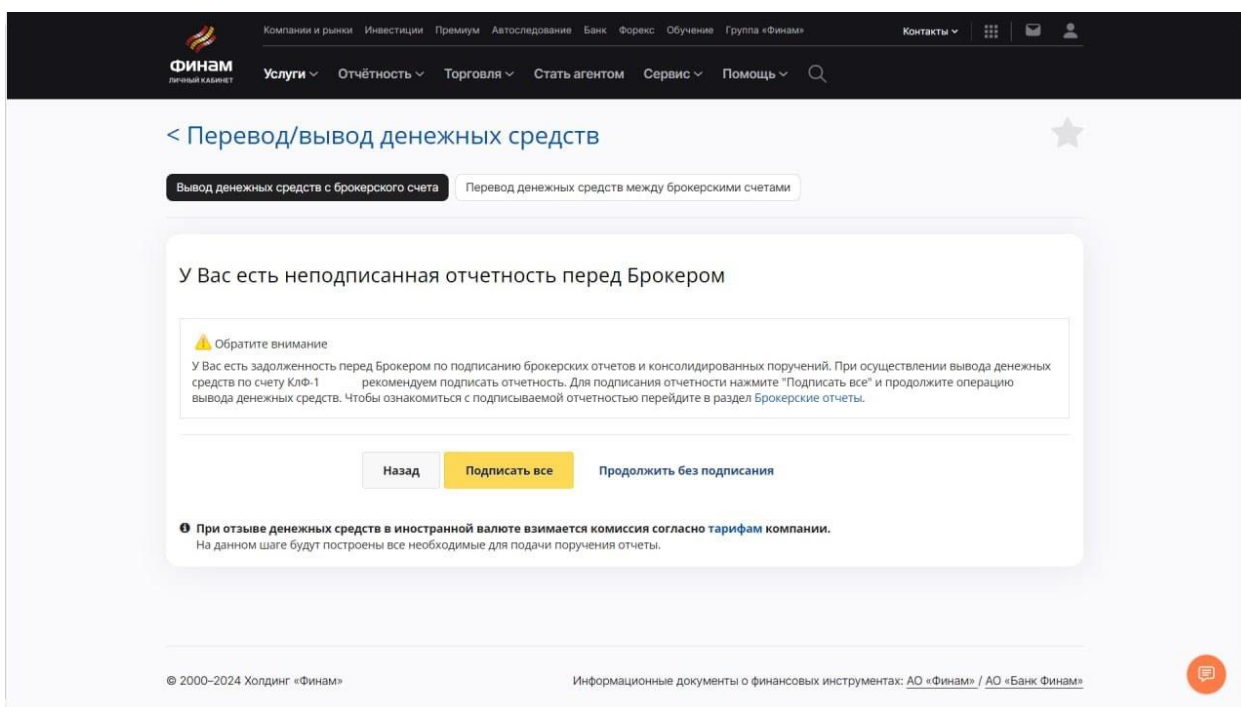 Компании и рынки Инвестиции Премиум Автоследование Банк Форекс Обучение Группа «Финам» Контакты
ФИНАМ
ЛИЧНЫЙ КАБИНЕТ
Услуги Отчётность Торговля Стать агентом Сервис Помощь
< Перевод/вывод денежных средств
Вывод денежных средств с брокерского счета Перевод денежных средств между брокерскими счетами
У Вас есть неподписанная отчетность перед Брокером
Обратите внимание
У Вас есть задолженность перед Брокером по подписанию брокерских отчетов и консолидированных поручений. При осуществлении вывода денежных
средств по счету КлФ-1 рекомендуем подписать отчетность. Для подписания отчетности нажмите "Подписать все" и продолжите операцию
вывода денежных средств. Чтобы ознакомиться с подписываемой отчетностью перейдите в раздел Брокерские отчеты.
Назад Подписать все Продолжить без подписания
При отзыве денежных средств в иностранной валюте взимается комиссия согласно тарифам компании.
На данном шаге будут построены все необходимые для подачи поручения отчеты.
© 2000–2024 Холдинг «Финам» Информационные документы о финансовых инструментах: АО «Финам» / АО «Банк Финам»